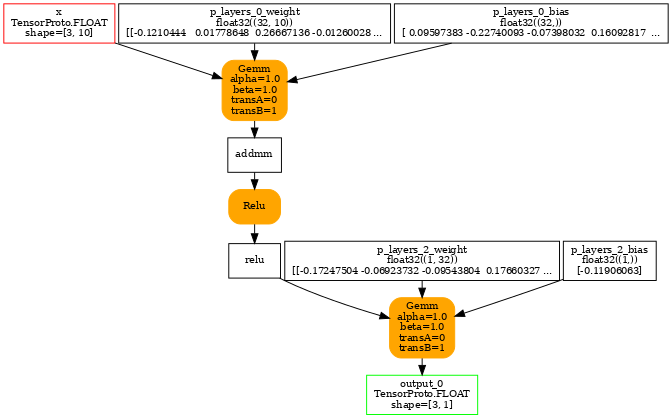 x
TensorProto.FLOAT
shape=[3, 10]
p_layers_0_weight
float32((32, 10))
[[-0.1210444   0.01778648  0.26667136 -0.01260028 ...
p_layers_0_bias
float32((32,))
[ 0.09597383 -0.22740093 -0.07398032  0.16092817  ...
Gemm
alpha=1.0
beta=1.0
transA=0
transB=1
addmm
Relu
relu
p_layers_2_weight
float32((1, 32))
[[-0.17247504 -0.06923732 -0.09543804  0.17660327 ...
p_layers_2_bias
float32((1,))
[-0.11906063]
Gemm
alpha=1.0
beta=1.0
transA=0
transB=1
output_0
TensorProto.FLOAT
shape=[3, 1]